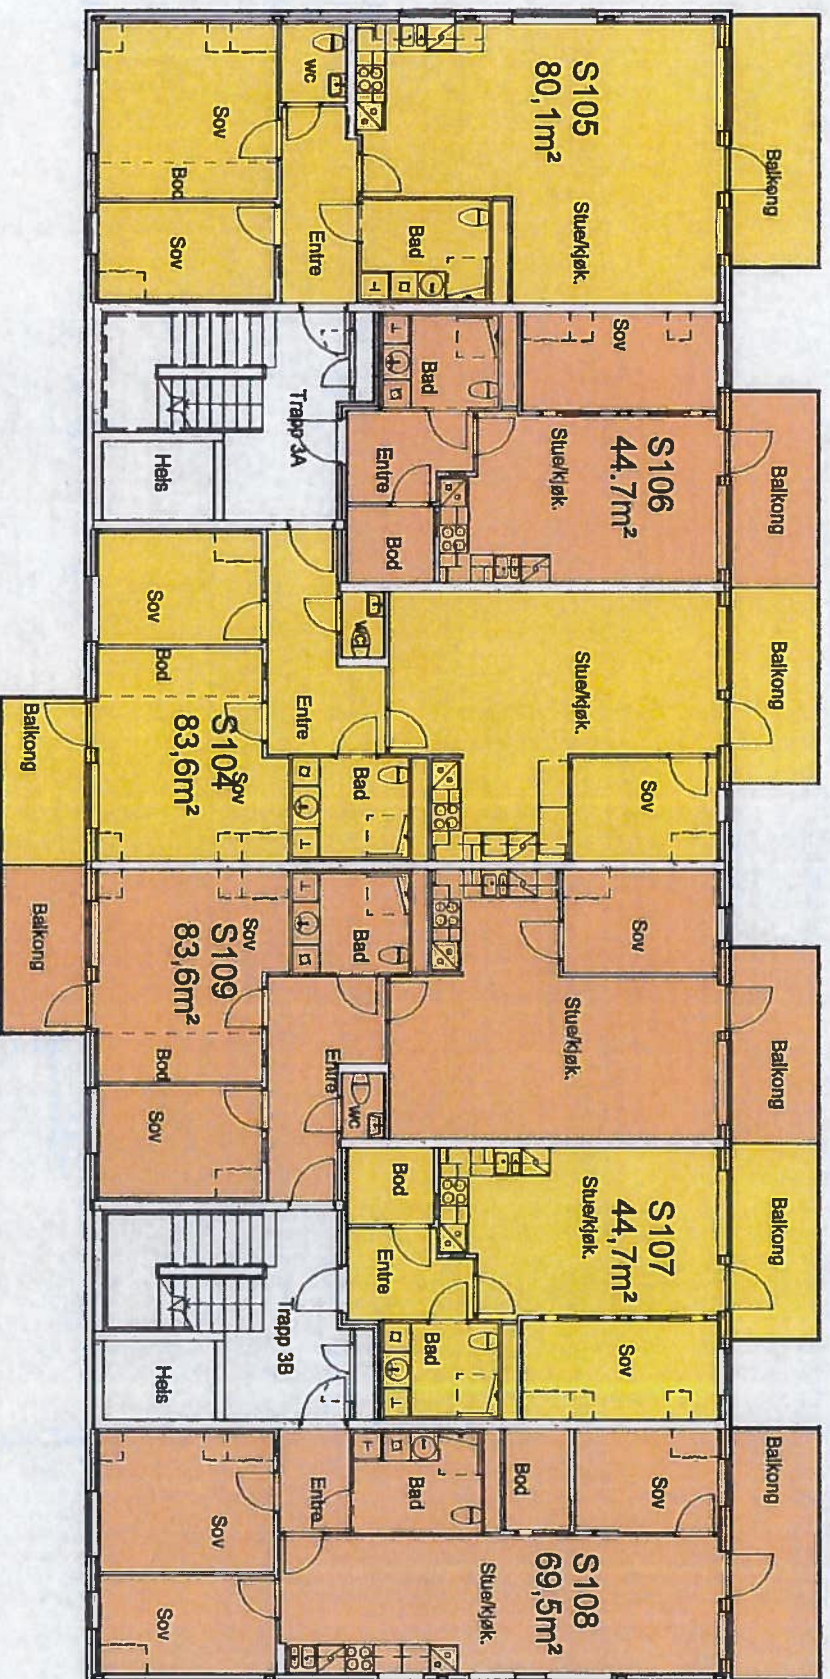 S105
80,1m²
Balkong
Stue/kjøk.
wc
Sov
Bod
Sov
Entre
Bad
Trapp 3A
Heis
S106
44.7m²
Balkong
Sov
Stue/kjøk.
Bad
Entre
Bod
S104
83,6m²
Balkong
Stue/kjøk.
Sov
wc
Entre
Bad
Sov
Bod
Sov
Balkong
S109
83,6m²
Balkong
Sov
Stue/kjøk.
Bad
Sov
Entre
wc
Bod
Sov
Balkong
S107
44,7m²
Balkong
Stue/kjøk.
Bod
Entre
Bad
Sov
Trapp 3B
Heis
S108
69,5m²
Balkong
Sov
Bod
Bad
Entre
Sov
Sov
Stue/kjøk.